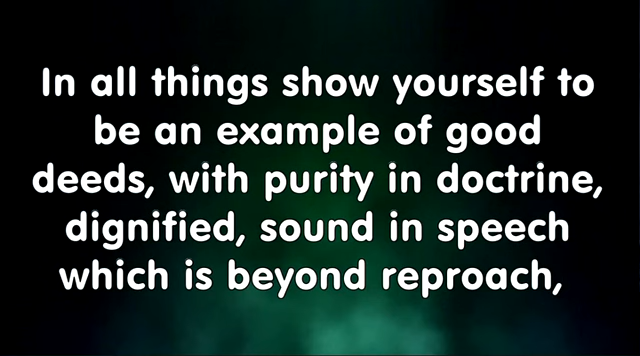 In all things show yourself to
be an example of good
deeds, with purity in doctrine,
dignified, sound in speech
which is beyond reproach,